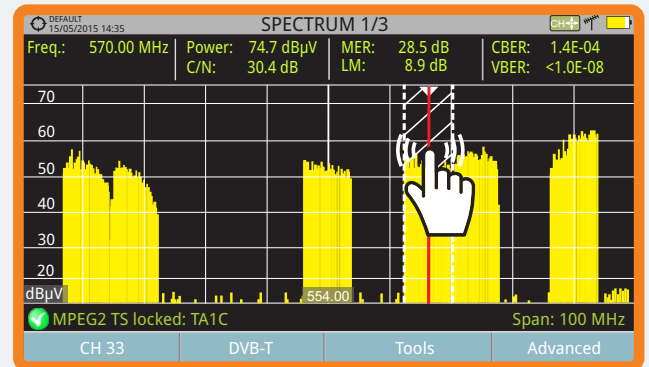 DEFAULT
15/05/2015 14:35
SPECTRUM 1/3
CH
Freq.: 570.00 MHz
Power: 74.7 dBµV
MER: 28.5 dB
CBER: 1.4E-04
C/N: 30.4 dB
LM: 8.9 dB
VBER: <1.0E-08
70
60
50
40
30
20
dBµV
554.00
MPEG2 TS locked: TA1C
Span: 100 MHz
CH 33
DVB-T
Tools
Advanced